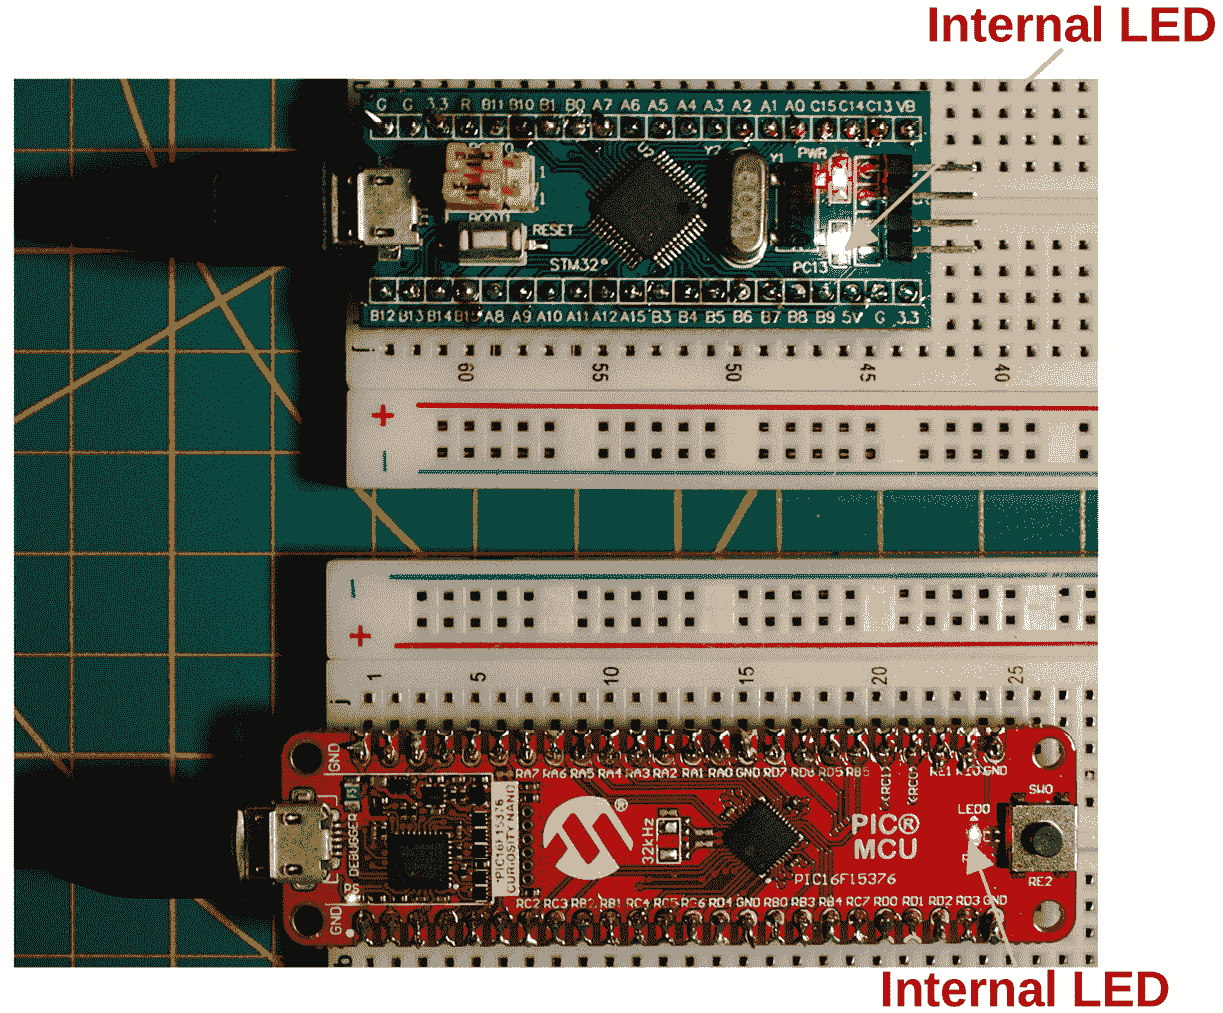 Internal LED
G G 3.3 R B11 B10 B1 B0 A7 A6 A5 A4 A3 A2 A1 A0 C15 C14 C13 VB
U2 Y2 Y1 PWR
1
1
BOOT1
RESET
STM32
PC13
B12 B13 B14 B15 A8 A9 A10 A11 A12 A15 B3 B4 B5 B6 B7 B8 B9 5V G 3.3
j 60 55 50 45 40
+
−
−
+
j 1 5 10 15 20 25
GND RA7 RA6 RA5 RA4 RA3 RA2 RA1 RA0 GND RD7 RD6 RD5 RB5 RE1 RE0 GND
SW0
LED0
DEBUGGER
PIC16F15376
CURIOSITY NANO
®
32kHz
PIC®
MCU
PIC16F15376
RE2
PS
GND RC2 RC3 RB2 RB1 RC4 RC5 RC6 RD4 GND RB0 RB3 RB4 RC7 RD0 RD1 RD2 RD3 GND
Internal LED